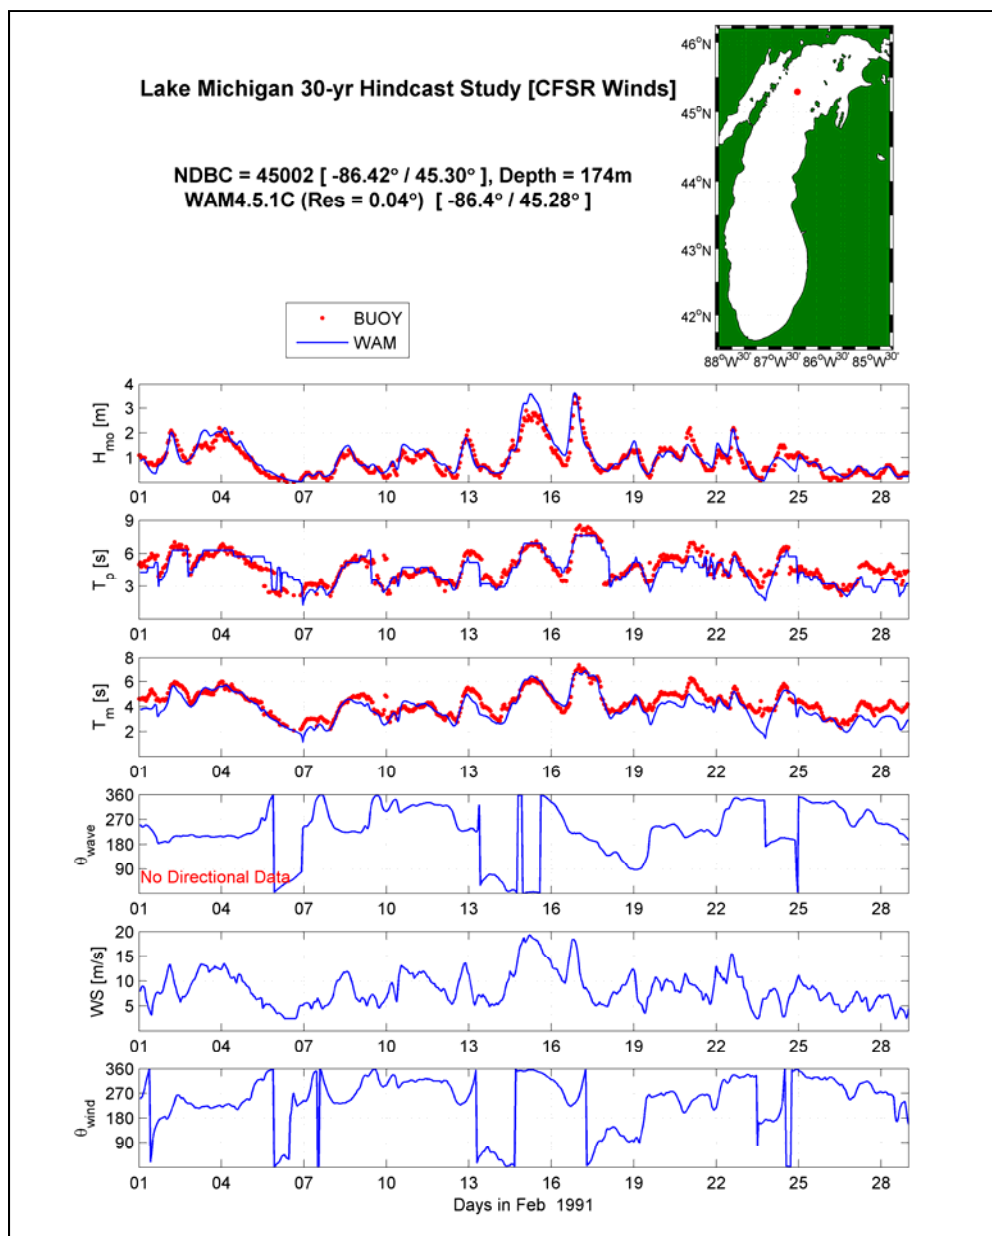 Lake Michigan 30-yr Hindcast Study [CFSR Winds]
NDBC = 45002 [ -86.42° / 45.30° ], Depth = 174m
WAM4.5.1C (Res = 0.04°) [ -86.4° / 45.28° ]
46°N
45°N
44°N
43°N
42°N
88°W30' 87°W30' 86°W30' 85°W30'
BUOY
WAM
4
3
2
1
Hmo [m]
01 04 07 10 13 16 19 22 25 28
9
6
3
Tp [s]
01 04 07 10 13 16 19 22 25 28
8
6
4
2
Tm [s]
01 04 07 10 13 16 19 22 25 28
360
270
180
90
θwave
No Directional Data
01 04 07 10 13 16 19 22 25 28
20
15
10
5
WS [m/s]
01 04 07 10 13 16 19 22 25 28
360
270
180
90
θwind
01 04 07 10 13 16 19 22 25 28
Days in Feb 1991